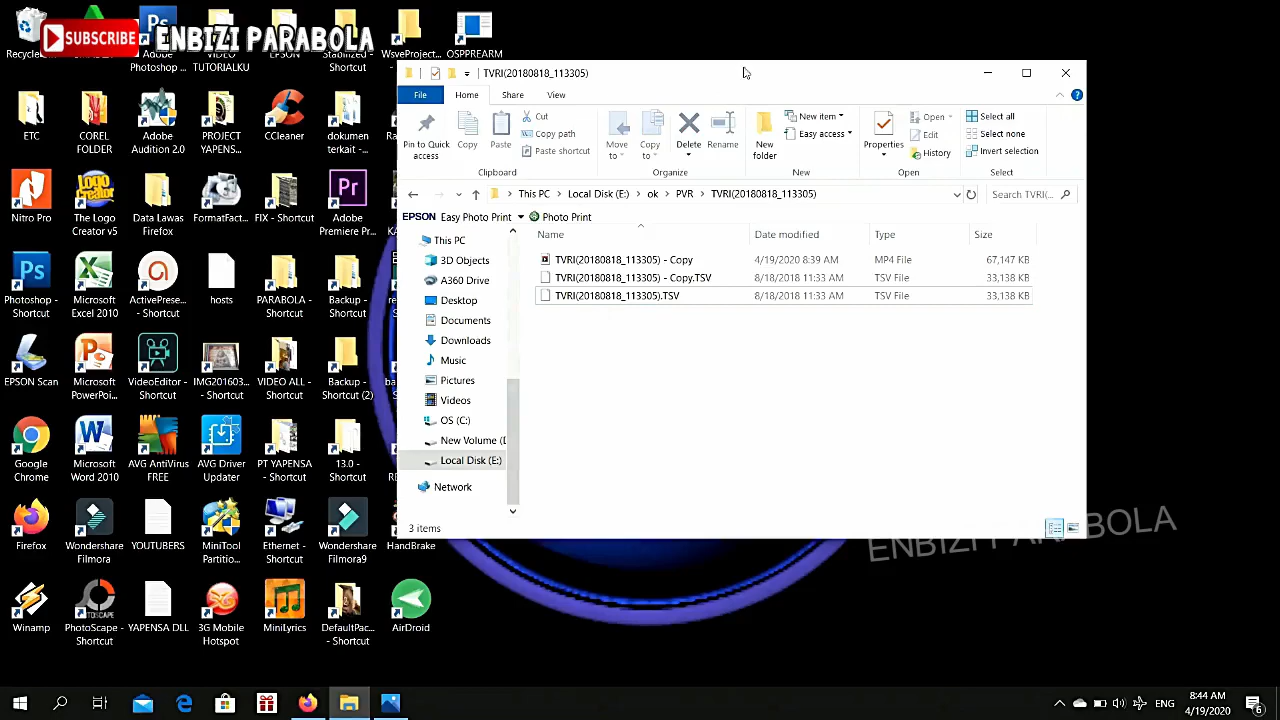 SUBSCRIBE
ENBIZI PARABOLA
Adobe
Photoshop ...
VIDEO
TUTORIALKU
EPSON
Stabilized -
Shortcut
WsveProject...
OSPPREARM
ETC
COREL
FOLDER
Adobe
Audition 2.0
PROJECT
YAPENS...
CCleaner
dokumen
terkait -...
Nitro Pro
The Logo
Creator v5
Data Lawas
Firefox
FormatFact...
FIX - Shortcut
Adobe
Premiere Pr...
Photoshop -
Shortcut
Microsoft
Excel 2010
ActivePrese...
- Shortcut
hosts
PARABOLA -
Shortcut
Backup -
Shortcut
EPSON Scan
Microsoft
PowerPoi...
VideoEditor -
Shortcut
IMG201603...
- Shortcut
VIDEO ALL -
Shortcut
Backup -
Shortcut (2)
Google
Chrome
Microsoft
Word 2010
AVG AntiVirus
FREE
AVG Driver
Updater
PT YAPENSA
- Shortcut
13.0 -
Shortcut
Firefox
Wondershare
Filmora
YOUTUBERS
MiniTool
Partitio...
Ethernet -
Shortcut
Wondershare
Filmora9
HandBrake
Winamp
PhotoScape -
Shortcut
YAPENSA DLL
3G Mobile
Hotspot
MiniLyrics
DefaultPac...
- Shortcut
AirDroid
TVRI(20180818_113305)
File
Home
Share
View
Pin to Quick
access
Copy
Paste
Cut
Copy path
Paste shortcut
Clipboard
Move
to
Copy
to
Delete
Rename
Organize
New
folder
New item
Easy access
New
Properties
Open
Edit
History
Open
Select all
Select none
Invert selection
Select
This PC
Local Disk (E:)
ok
PVR
TVRI(20180818_113305)
Search TVRI(...
EPSON Easy Photo Print
Photo Print
Name
Date modified
Type
Size
TVRI(20180818_113305) - Copy 4/19/2020 8:39 AM MP4 File 67,147 KB
TVRI(20180818_113305) - Copy.TSV 8/18/2018 11:33 AM TSV File 33,138 KB
TVRI(20180818_113305).TSV 8/18/2018 11:33 AM TSV File 33,138 KB
This PC
3D Objects
A360 Drive
Desktop
Documents
Downloads
Music
Pictures
Videos
OS (C:)
New Volume (D
Local Disk (E:)
Network
3 items
ENBIZI PARABOLA
ENG
8:44 AM
4/19/2020
6